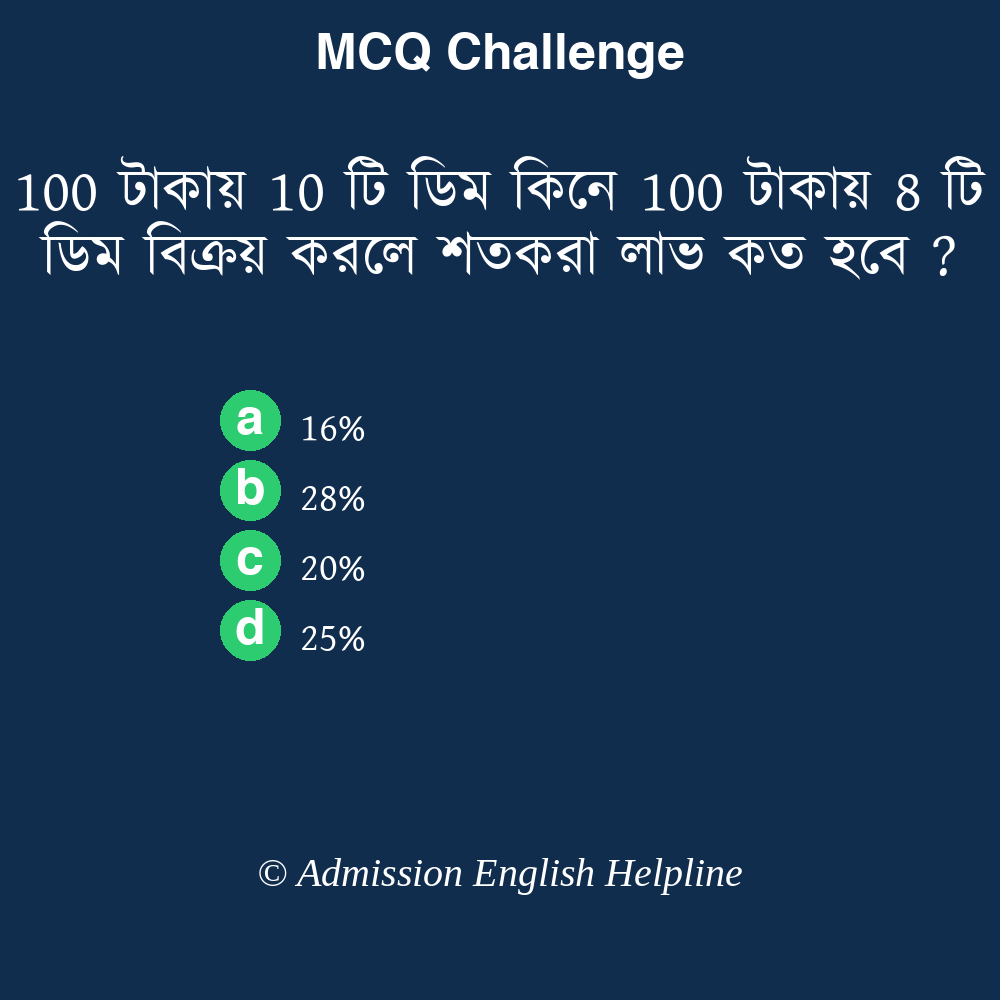 MCQ Challenge
100 টাকায় 10 টি ডিম কিনে 100 টাকায় 8 টি
ডিম বিক্রয় করলে শতকরা লাভ কত হবে ?
a 16%
b 28%
c 20%
d 25%
© Admission English Helpline